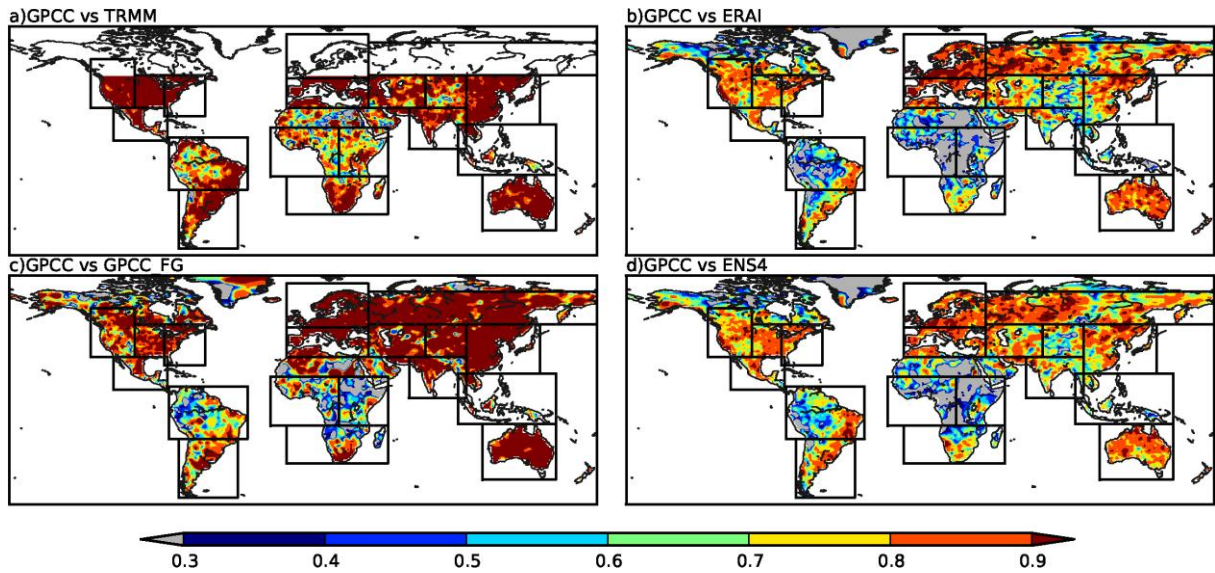 a)GPCC vs TRMM
b)GPCC vs ERAI
c)GPCC vs GPCC_FG
d)GPCC vs ENS4
0.3 0.4 0.5 0.6 0.7 0.8 0.9